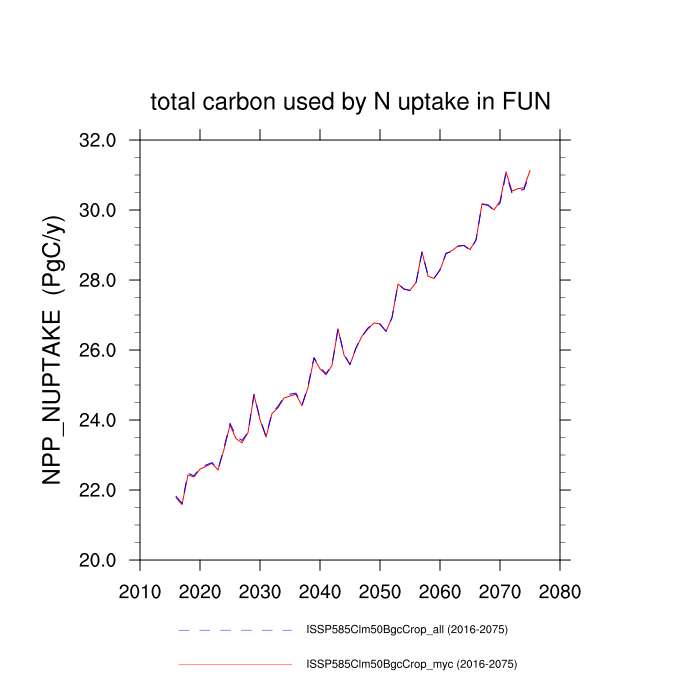 total carbon used by N uptake in FUN
NPP_NUPTAKE (PgC/y)
32.0
30.0
28.0
26.0
24.0
22.0
20.0
2010 2020 2030 2040 2050 2060 2070 2080
ISSP585Clm50BgcCrop_all (2016-2075)
ISSP585Clm50BgcCrop_myc (2016-2075)